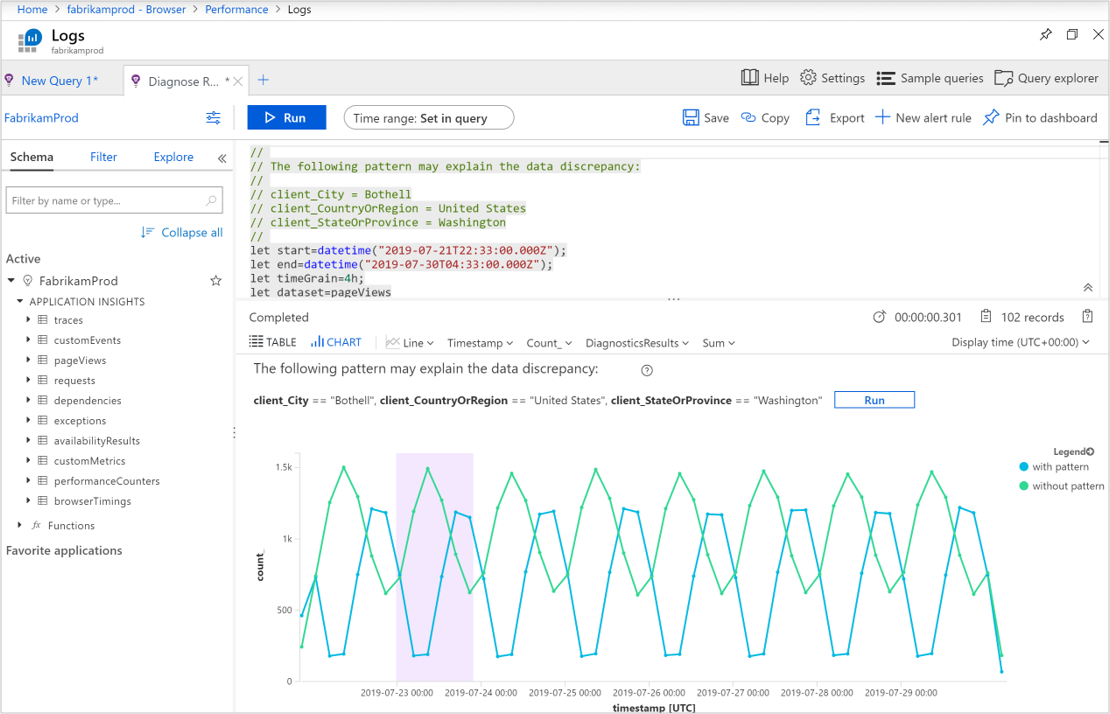 Home > fabrikamprod - Browser > Performance > Logs
Logs
fabrikamprod
New Query 1*
Diagnose R... *
Help
Settings
Sample queries
Query explorer
FabrikamProd
Run
Time range: Set in query
Save
Copy
Export
New alert rule
Pin to dashboard
Schema
Filter
Explore
Filter by name or type...
Collapse all
Active
FabrikamProd
APPLICATION INSIGHTS
traces
customEvents
pageViews
requests
dependencies
exceptions
availabilityResults
customMetrics
performanceCounters
browserTimings
fx Functions
Favorite applications
//
// The following pattern may explain the data discrepancy:
//
// client_City = Bothell
// client_CountryOrRegion = United States
// client_StateOrProvince = Washington
//
let start=datetime("2019-07-21T22:33:00.000Z");
let end=datetime("2019-07-30T04:33:00.000Z");
let timeGrain=4h;
let dataset=pageViews
Completed
00:00:00.301
102 records
TABLE
CHART
Line
Timestamp
Count_
DiagnosticsResults
Sum
Display time (UTC+00:00)
The following pattern may explain the data discrepancy:
client_City == "Bothell", client_CountryOrRegion == "United States", client_StateOrProvince == "Washington"
Run
Legend
with pattern
without pattern
count_
1.5k
1k
500
0
2019-07-23 00:00
2019-07-24 00:00
2019-07-25 00:00
2019-07-26 00:00
2019-07-27 00:00
2019-07-28 00:00
2019-07-29 00:00
timestamp [UTC]